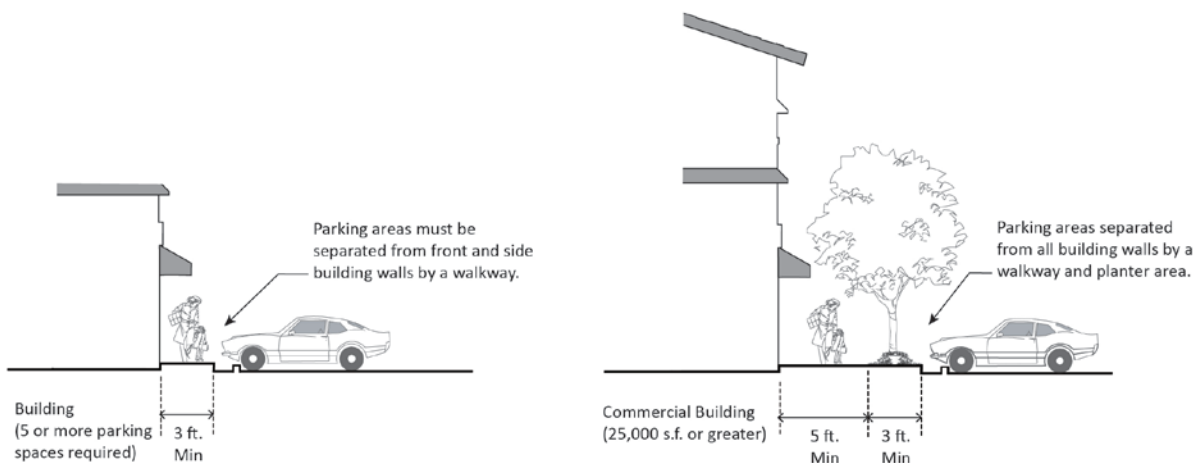 Parking areas must be
separated from front and side
building walls by a walkway.
Building
(5 or more parking
spaces required)
3 ft.
Min
Parking areas separated
from all building walls by a
walkway and planter area.
Commercial Building
(25,000 s.f. or greater)
5 ft.
Min
3 ft.
Min